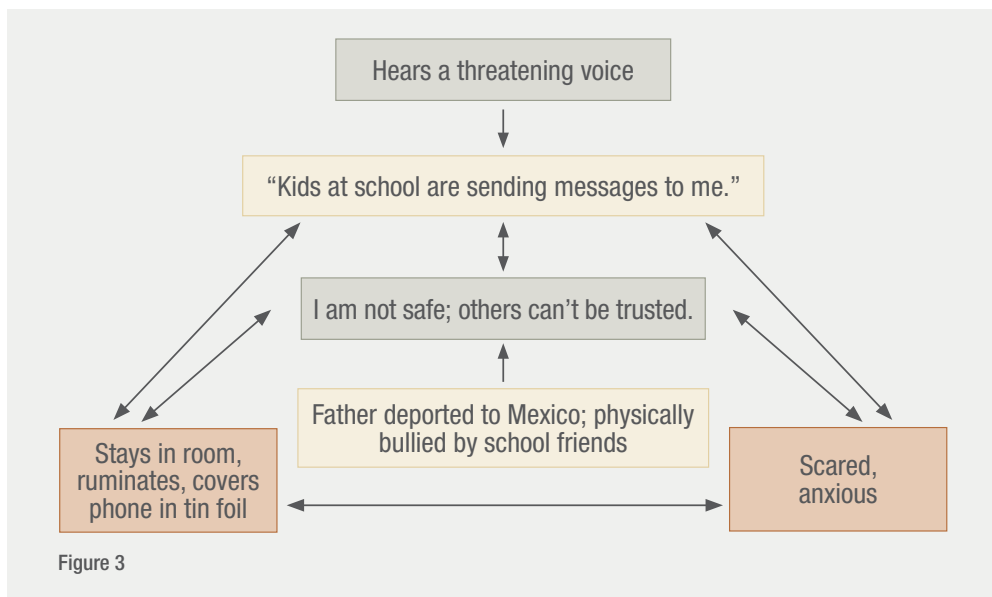 Hears a threatening voice
“Kids at school are sending messages to me.”
I am not safe; others can’t be trusted.
Father deported to Mexico; physically
bullied by school friends
Stays in room,
ruminates, covers
phone in tin foil
Scared,
anxious
Figure 3